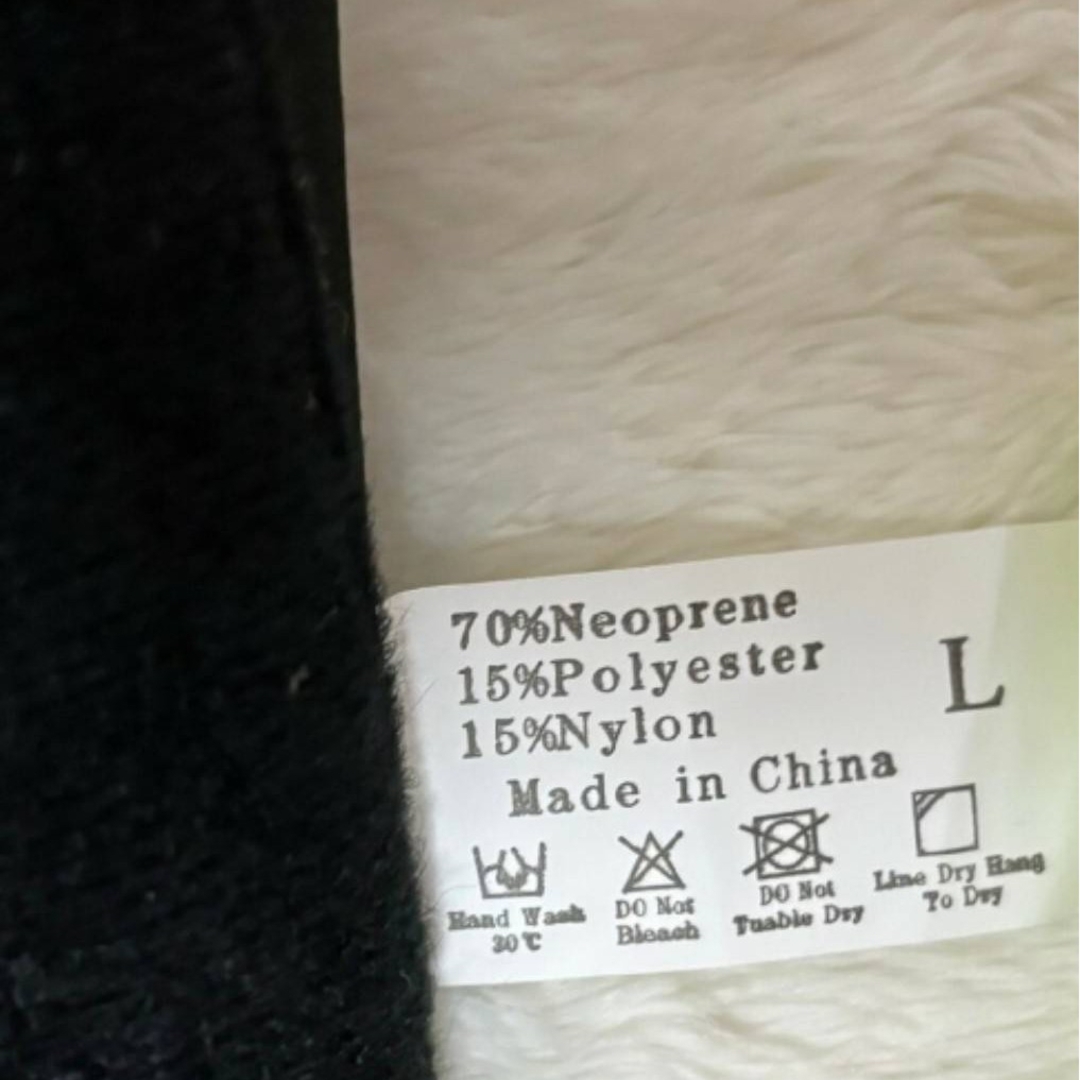 70%Neoprene
15%Polyester
15%Nylon
L
Made in China
Hand Wash
30℃
DO Not
Bleach
DO Not
Tuable Dry
Line Dry Hang
To Dry